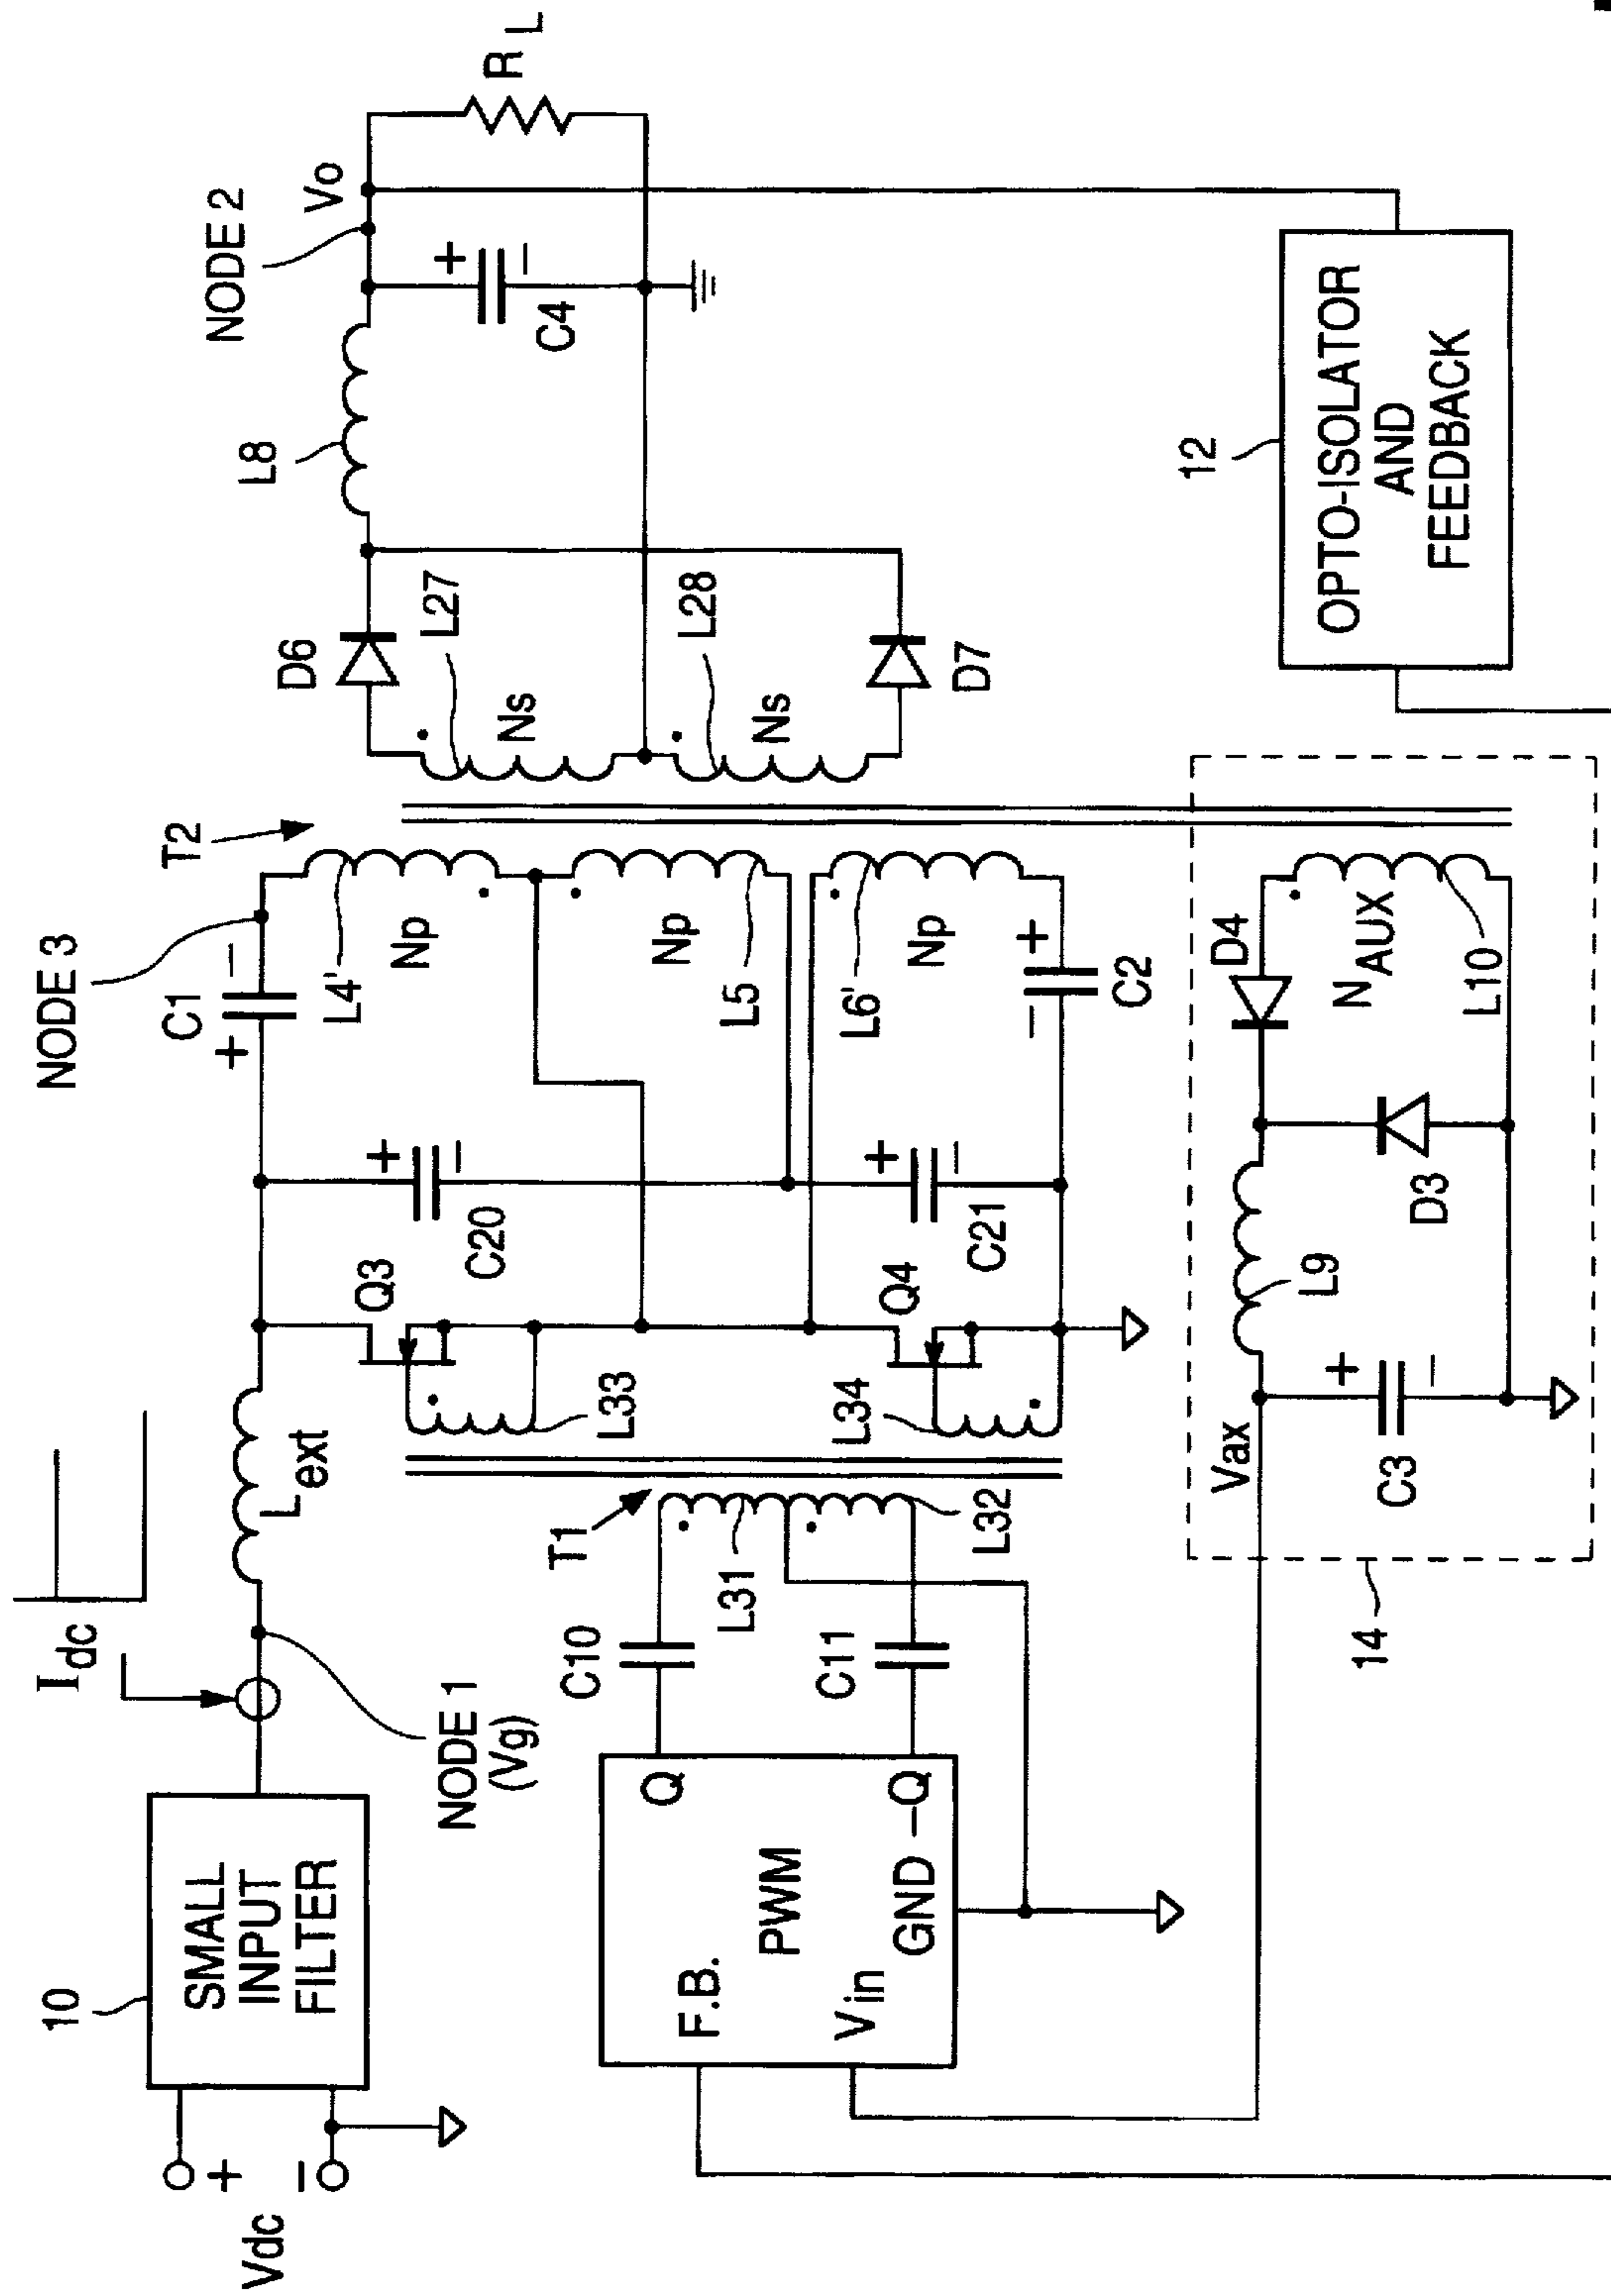 Vdc
+
−
10
SMALL
INPUT
FILTER
Idc
NODE 1
(Vg)
Lext
NODE 3
C1
+
−
T2
L4'
Np
Np
L5
L6'
Np
C2
−
+
Q3
C20
+
−
Q4
C21
+
−
L33
L34
T1
L31
L32
C10
C11
Q
PWM
GND
−Q
F.B.
Vin
D6
L27
Ns
L28
Ns
D7
L8
NODE 2
Vo
+
−
C4
RL
12
OPTO-ISOLATOR
AND
FEEDBACK
14
Vax
C3
+
−
L9
D3
D4
NAUX
L10